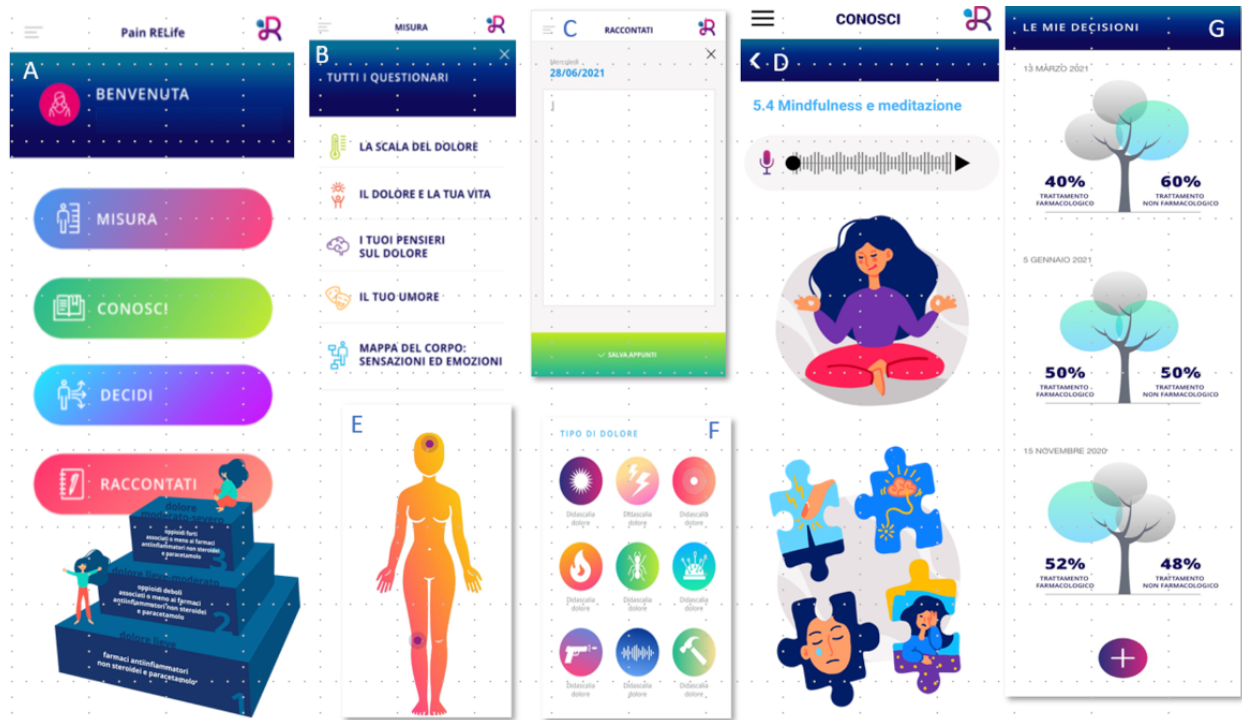 Pain RELife
A
BENVENUTA
MISURA
CONOSCI
DECIDI
RACCONTATI
dolore
moderato-severo
oppioidi forti
associati o meno ai farmaci
antiinfiammatori non steroidei
e paracetamolo
3
dolore lieve-moderato
oppioidi deboli
associati o meno ai farmaci
antiinfiammatori non steroidei
e paracetamolo
2
dolore lieve
farmaci antiinfiammatori
non steroidei e paracetamolo
1
MISURA
B
TUTTI I QUESTIONARI
LA SCALA DEL DOLORE
IL DOLORE E LA TUA VITA
I TUOI PENSIERI
SUL DOLORE
IL TUO UMORE
MAPPA DEL CORPO:
SENSAZIONI ED EMOZIONI
C
RACCONTATI
Mercoledì
28/06/2021
SALVA APPUNTI
E
F
TIPO DI DOLORE
Didascalia
dolore
Didascalia
dolore
Didascalia
dolore
Didascalia
dolore
Didascalia
dolore
Didascalia
dolore
Didascalia
dolore
Didascalia
dolore
Didascalia
dolore
CONOSCI
D
5.4 Mindfulness e meditazione
LE MIE DECISIONI
G
13 MARZO 2021
40%
TRATTAMENTO
FARMACOLOGICO
60%
TRATTAMENTO
NON FARMACOLOGICO
5 GENNAIO 2021
50%
TRATTAMENTO
FARMACOLOGICO
50%
TRATTAMENTO
NON FARMACOLOGICO
15 NOVEMBRE 2020
52%
TRATTAMENTO
FARMACOLOGICO
48%
TRATTAMENTO
NON FARMACOLOGICO